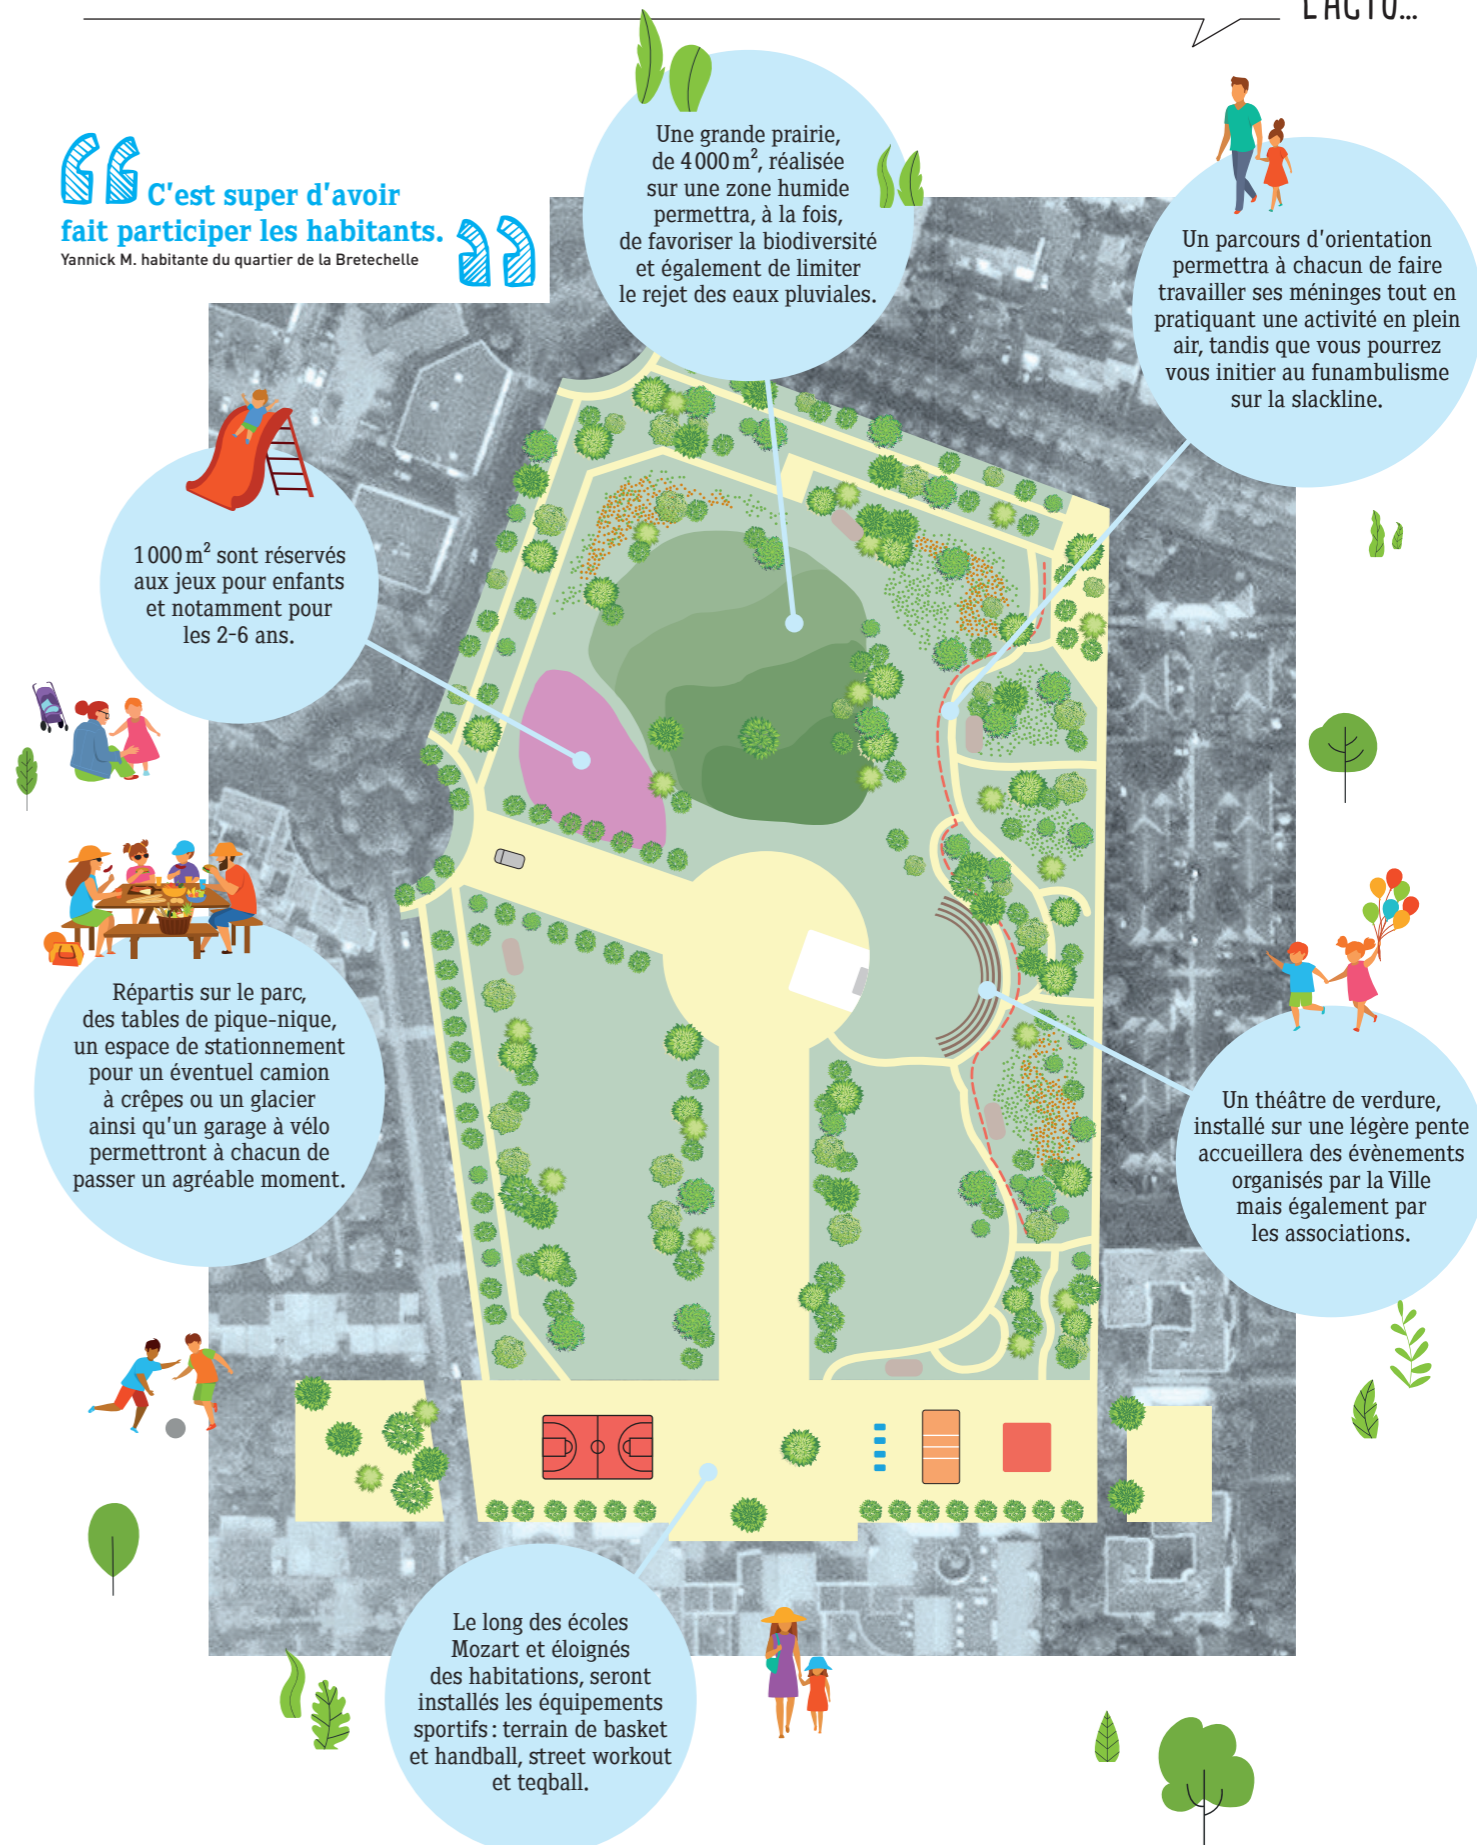 L'ACTU...
Une grande prairie,
de 4 000 m², réalisée
sur une zone humide
permettra, à la fois,
de favoriser la biodiversité
et également de limiter
le rejet des eaux pluviales.
“ C'est super d'avoir
fait participer les habitants. ”
Yannick M. habitante du quartier de la Bretechelle
Un parcours d'orientation
permettra à chacun de faire
travailler ses méninges tout en
pratiquant une activité en plein
air, tandis que vous pourrez
vous initier au funambulisme
sur la slackline.
1 000 m² sont réservés
aux jeux pour enfants
et notamment pour
les 2-6 ans.
Répartis sur le parc,
des tables de pique-nique,
un espace de stationnement
pour un éventuel camion
à crêpes ou un glacier
ainsi qu'un garage à vélo
permettront à chacun de
passer un agréable moment.
Un théâtre de verdure,
installé sur une légère pente
accueillera des évènements
organisés par la Ville
mais également par
les associations.
Le long des écoles
Mozart et éloignés
des habitations, seront
installés les équipements
sportifs : terrain de basket
et handball, street workout
et teqball.